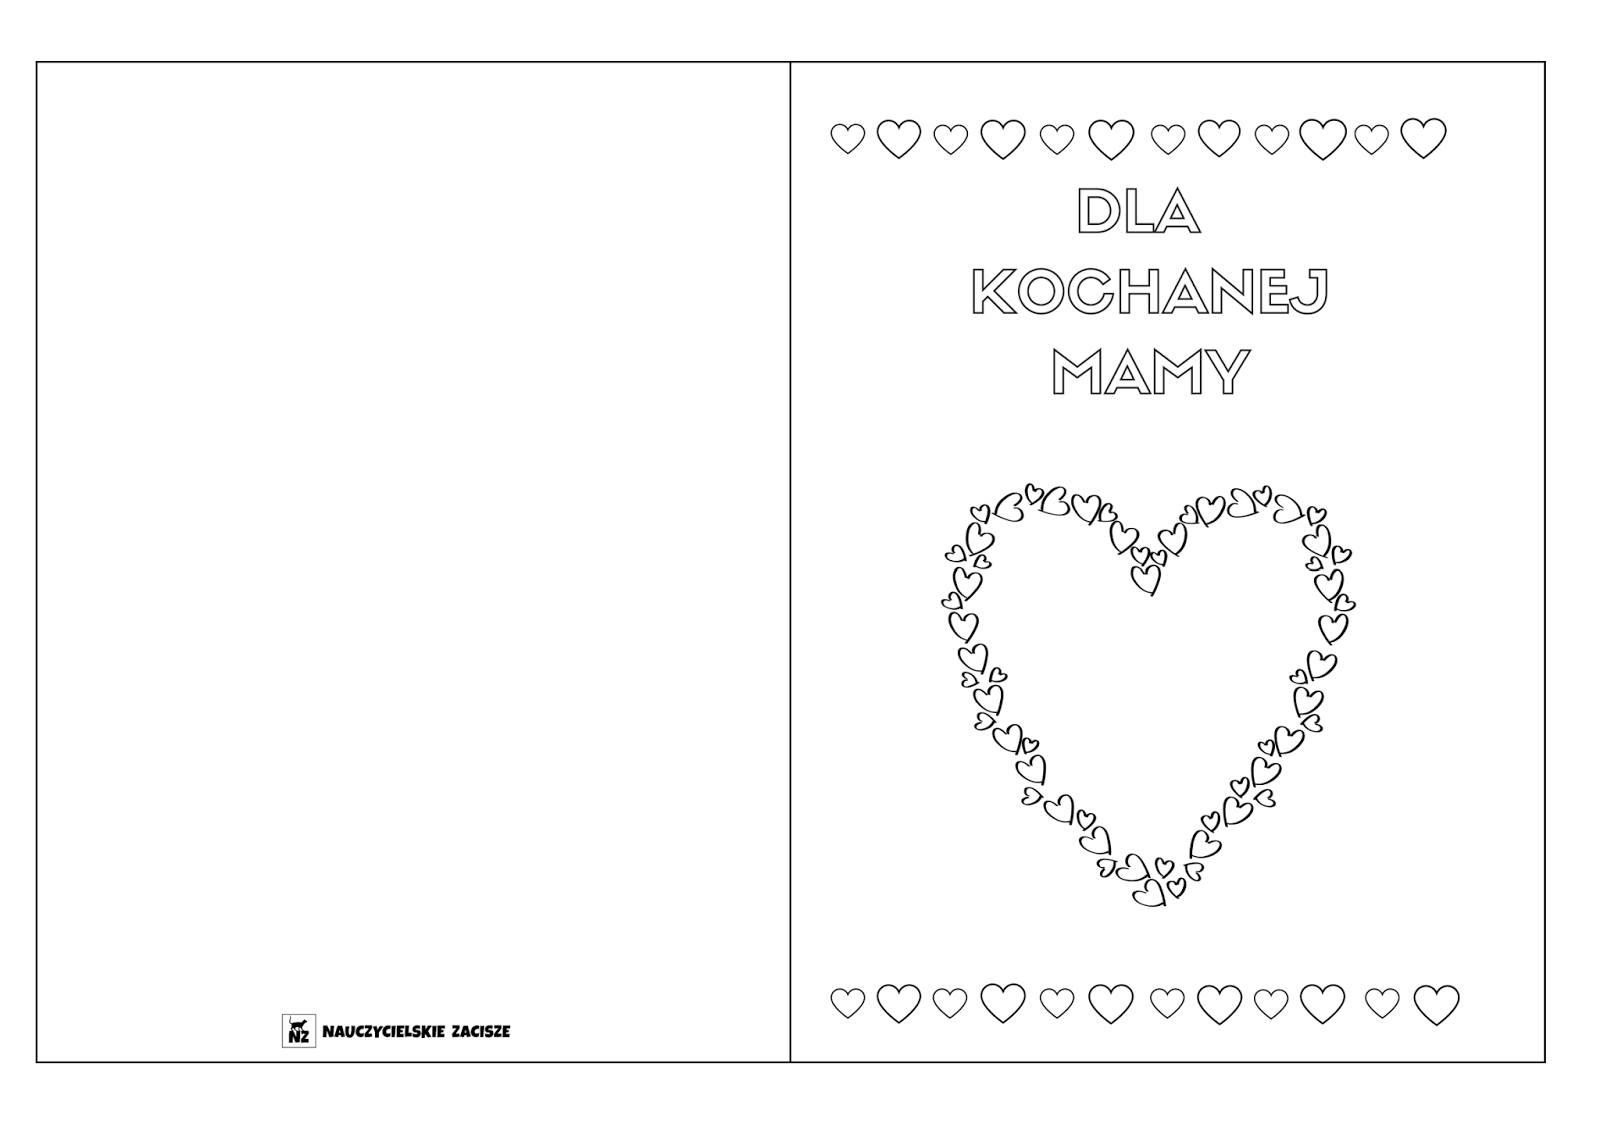 DLA
KOCHANEJ
MAMY
NZ NAUCZYCIELSKIE ZACISZE